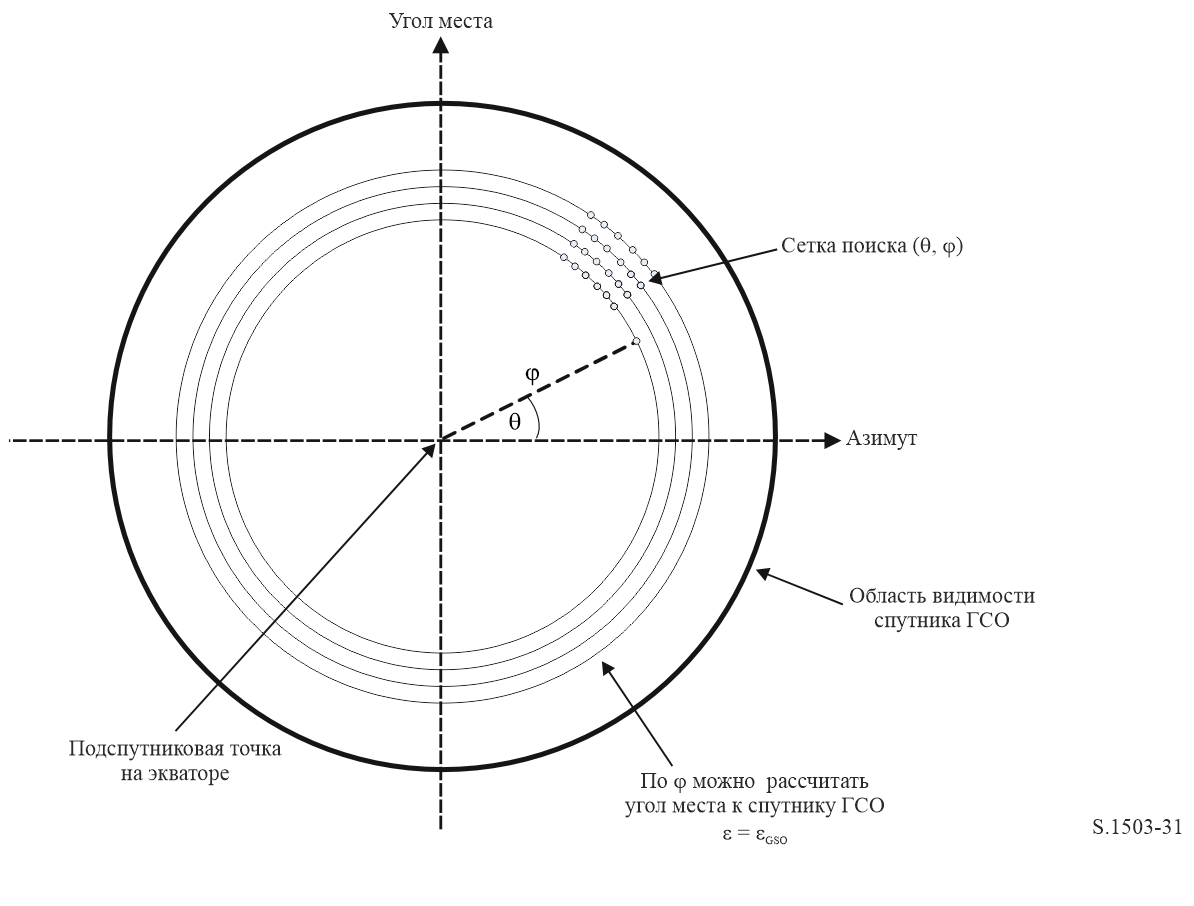 Угол места
Сетка поиска (θ, φ)
φ
θ
Азимут
Область видимости
спутника ГСО
Подспутниковая точка
на экваторе
По φ можно рассчитать
угол места к спутнику ГСО
ε = εGSO
S.1503-31